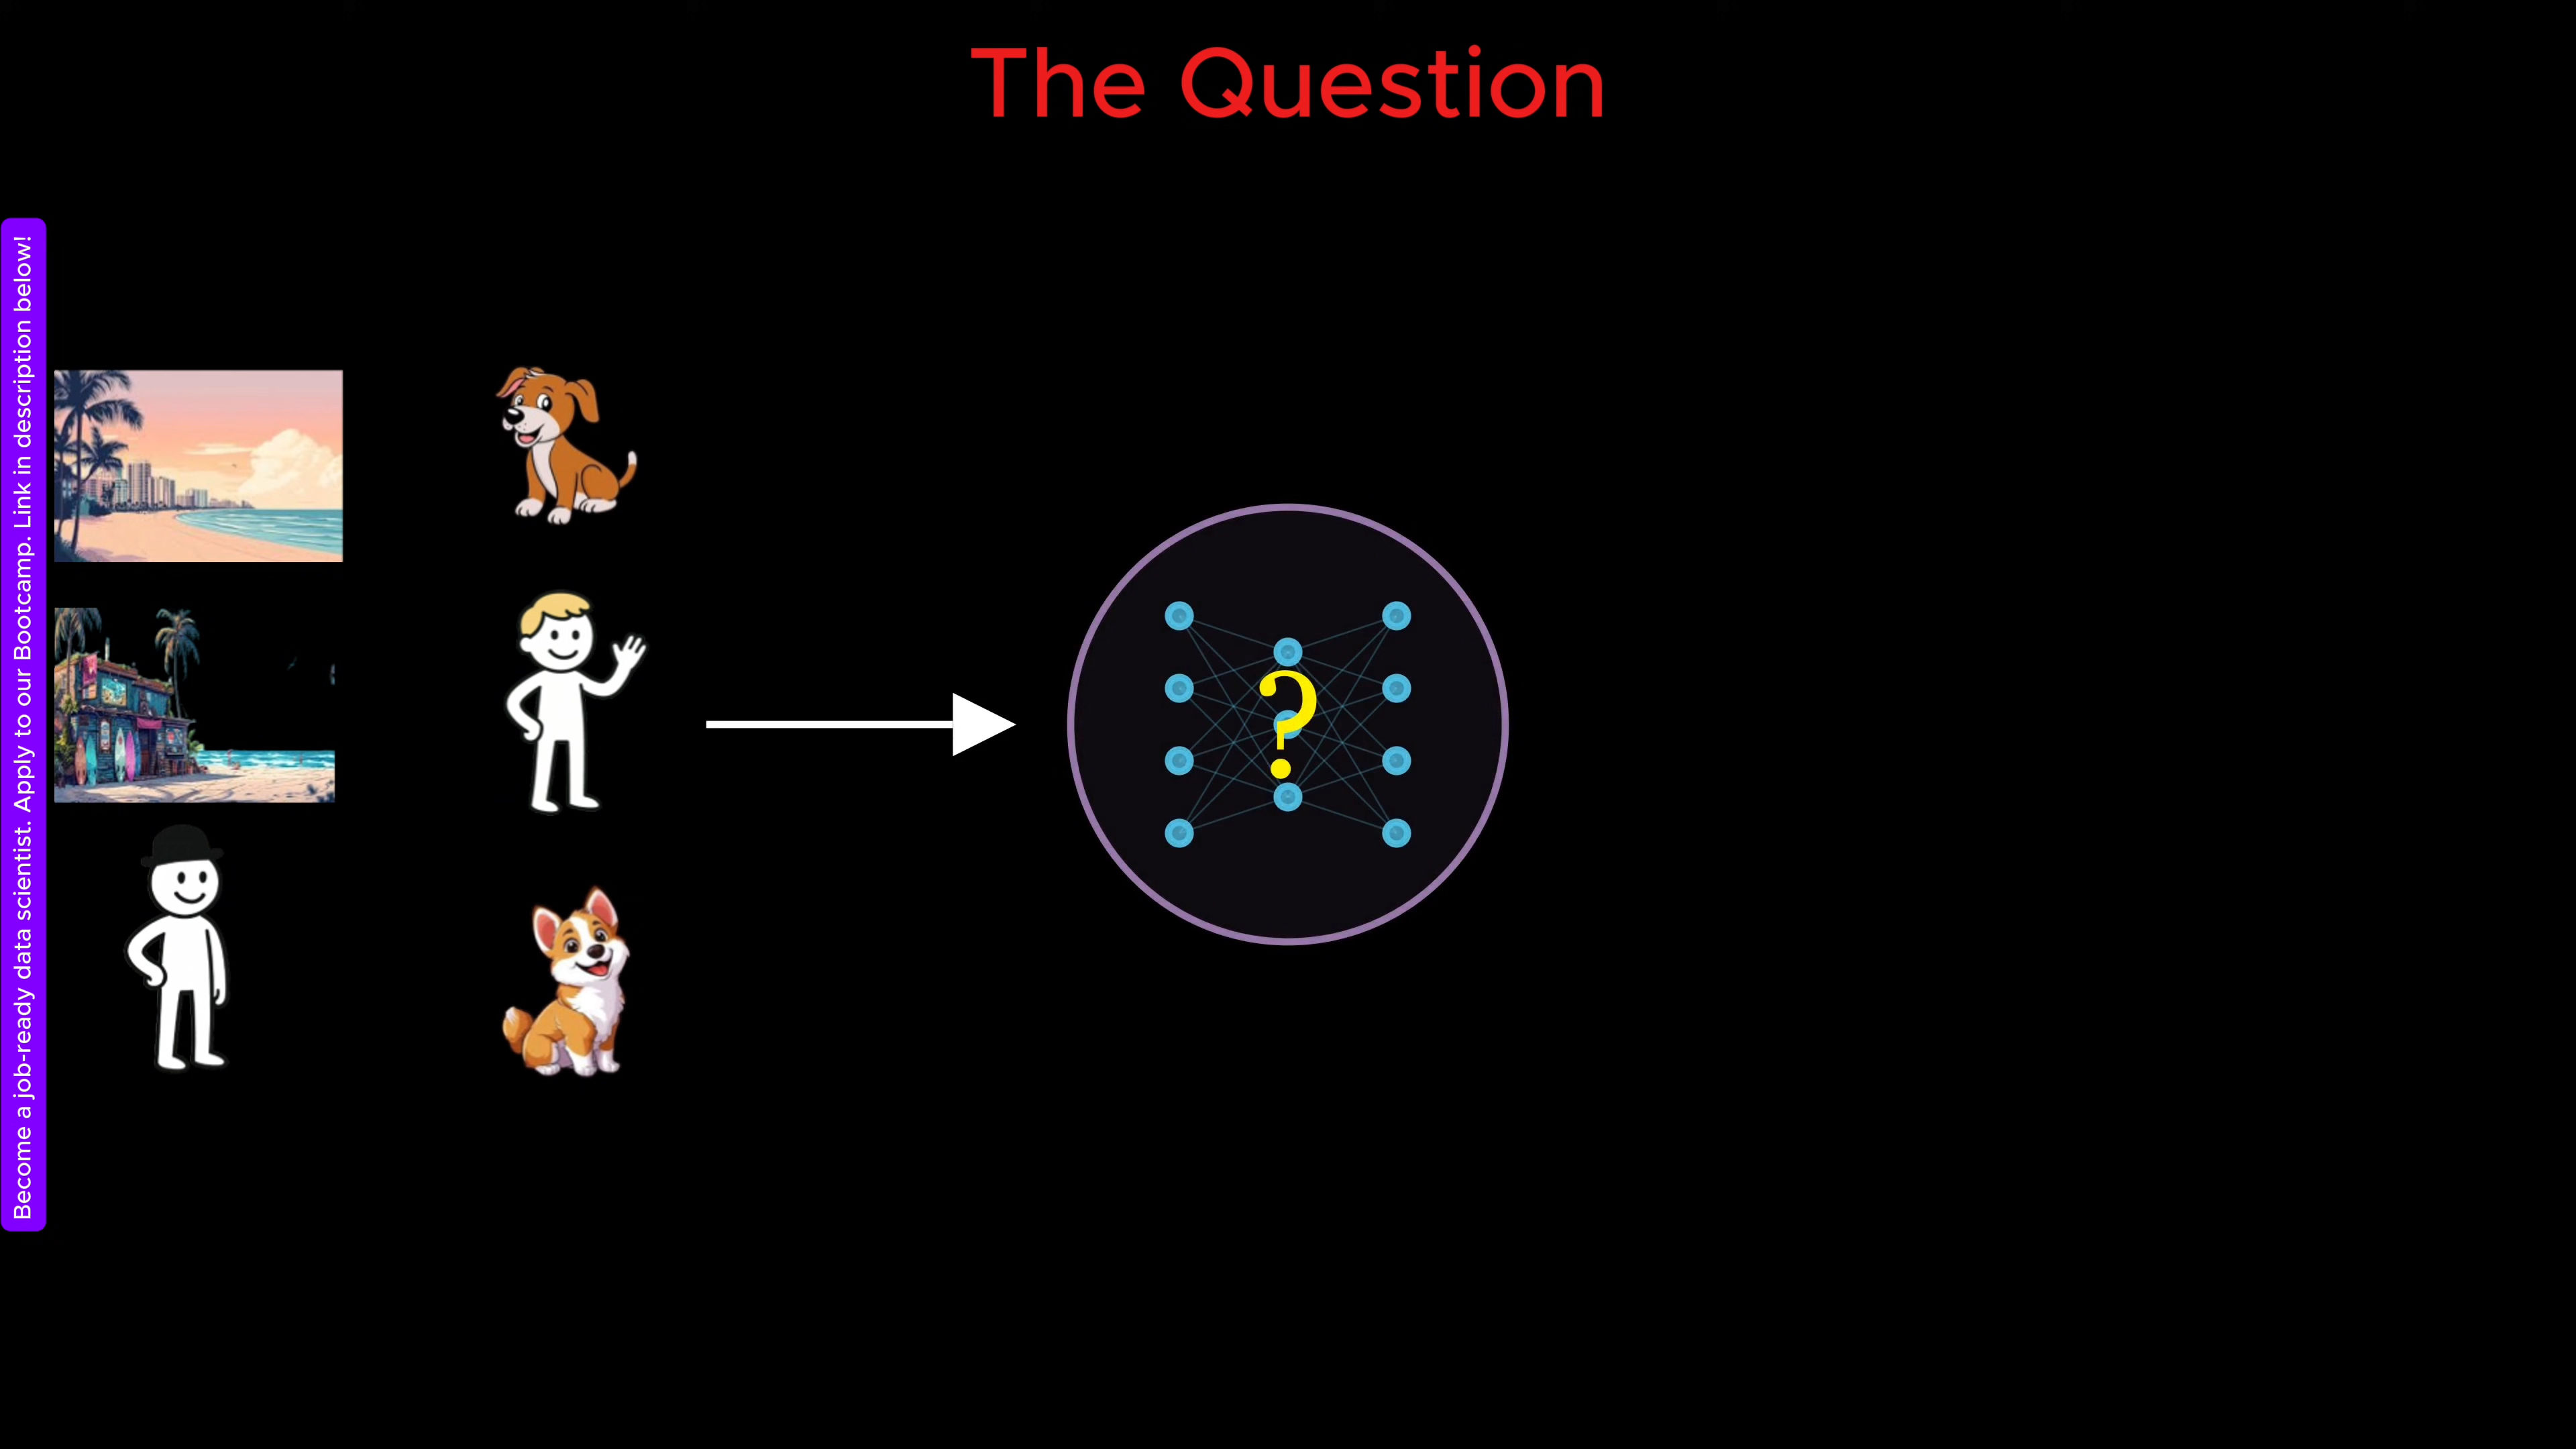 The Question
Become a job-ready data scientist. Apply to our Bootcamp. Link in description below!
?